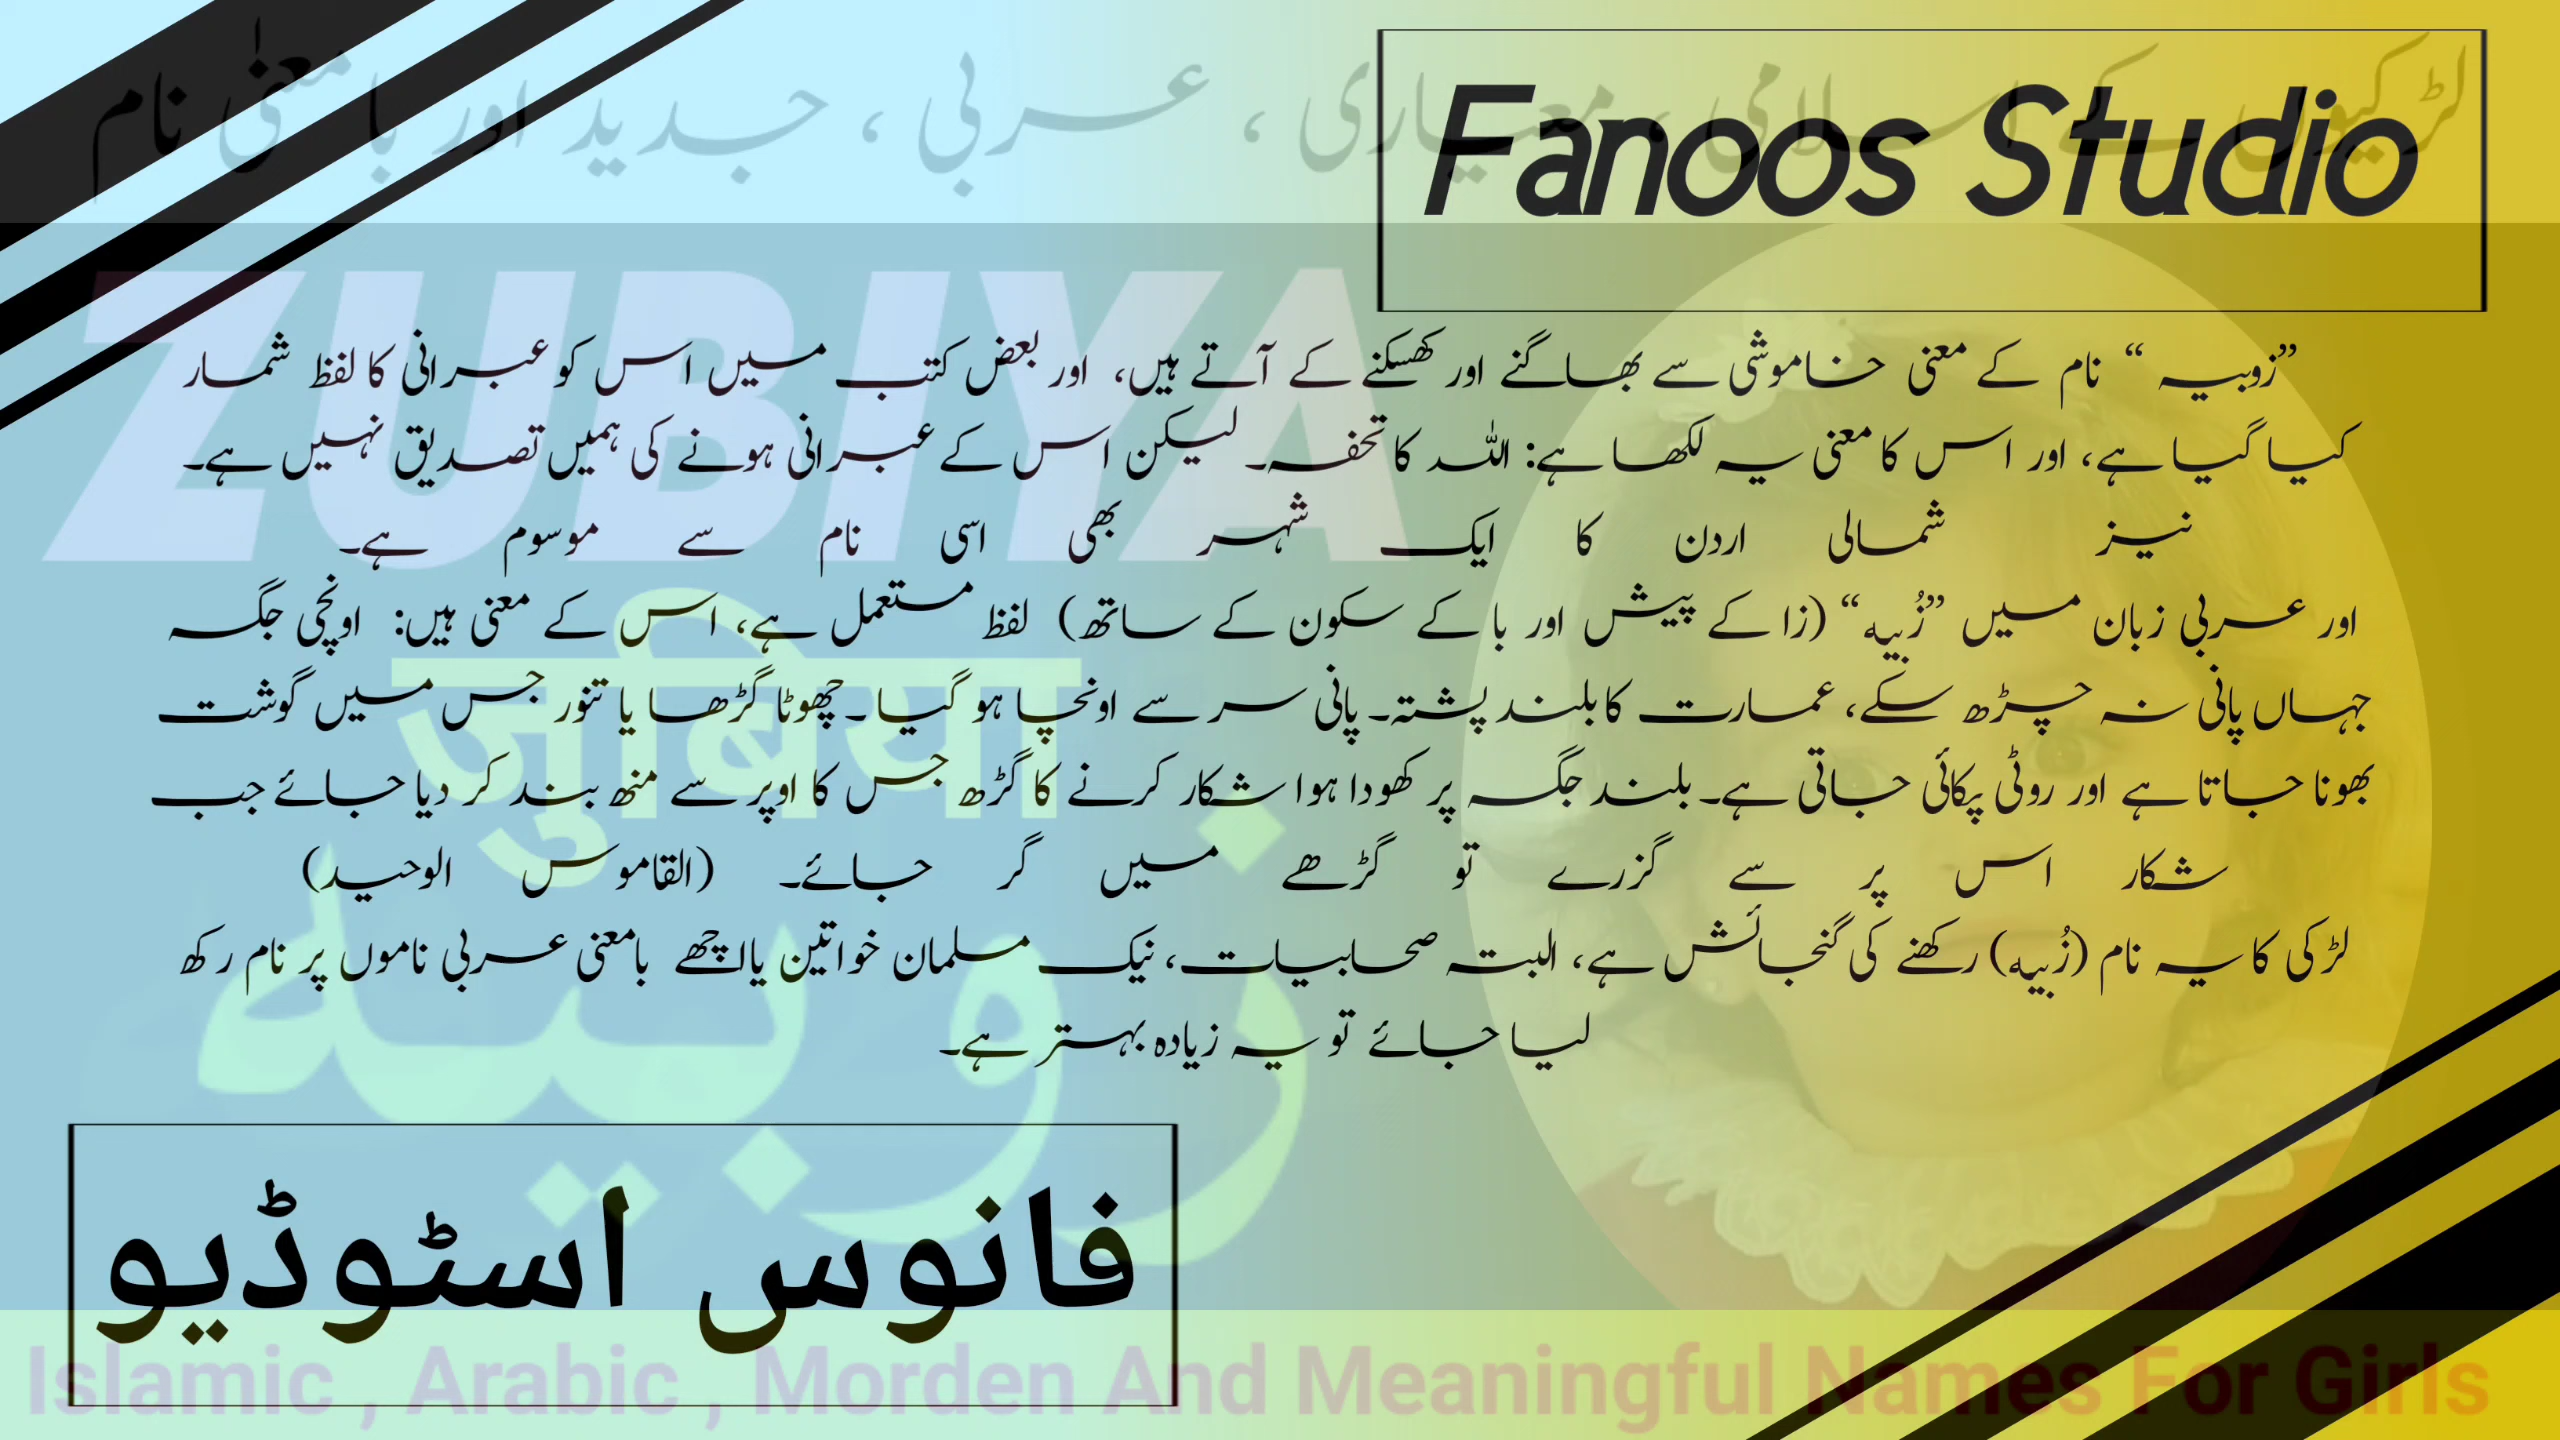 لڑکیوں کے اسلامی ، معیاری ، عربی ، جدید اور بامعنیٰ نام
Fanoos Studio
ZUBIYA
”زوبیہ “ نام کے معنی خاموشی سے بھاگنے اور کھسکنے کے آتے ہیں، اور بعض کتب میں اس کو عبرانی کا لفظ شمار
کیا گیا ہے، اور اس کا معنی یہ لکھا ہے: اللہ کا تحفہ۔ لیکن اس کے عبرانی ہونے کی ہمیں تصدیق نہیں ہے۔
نیز شمالی اردن کا ایک شہر بھی اسی نام سے موسوم ہے۔
اور عربی زبان میں ”زُبیه“ (زا کے پیش اور با کے سکون کے ساتھ) لفظ مستعمل ہے، اس کے معنی ہیں: اونچی جگہ
जुबिया
جہاں پانی نہ چڑھ سکے، عمارت کا بلند پشتہ۔ پانی سر سے اونچا ہو گیا۔ چھوٹا گڑھا یا تنور جس میں گوشت
بھونا جاتا ہے اور روٹی پکائی جاتی ہے۔ بلند جگہ پر کھودا ہوا شکار کرنے کا گڑھ جس کا اوپر سے منھ بند کر دیا جائے جب
شکار اس پر سے گزرے تو گڑھے میں گر جائے۔ (القاموس الوحید)
زوبیہ
لڑکی کا یہ نام (زُبیه) رکھنے کی گنجائش ہے، البتہ صحابیات، نیک مسلمان خواتین یا اچھے بامعنی عربی ناموں پر نام رکھ
لیا جائے تو یہ زیادہ بہتر ہے۔
فانوس اسٹوڈیو
Islamic , Arabic , Morden And Meaningful Names For Girls